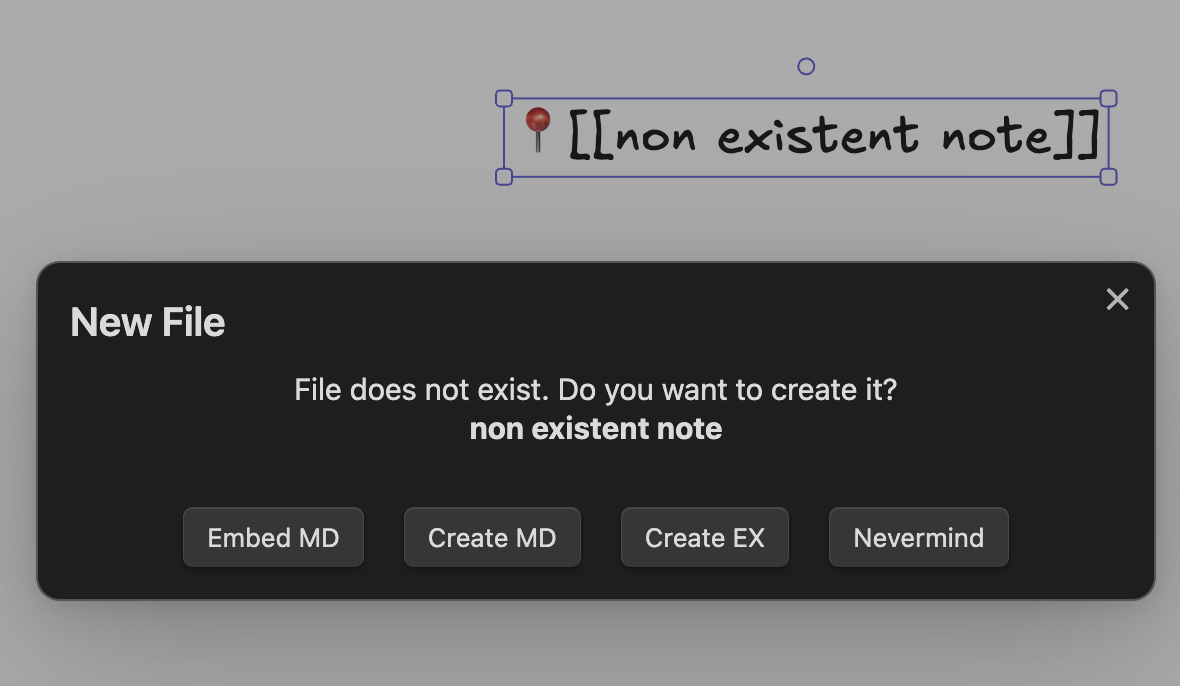 📍[[non existent note]]
New File
File does not exist. Do you want to create it?
non existent note
Embed MD
Create MD
Create EX
Nevermind